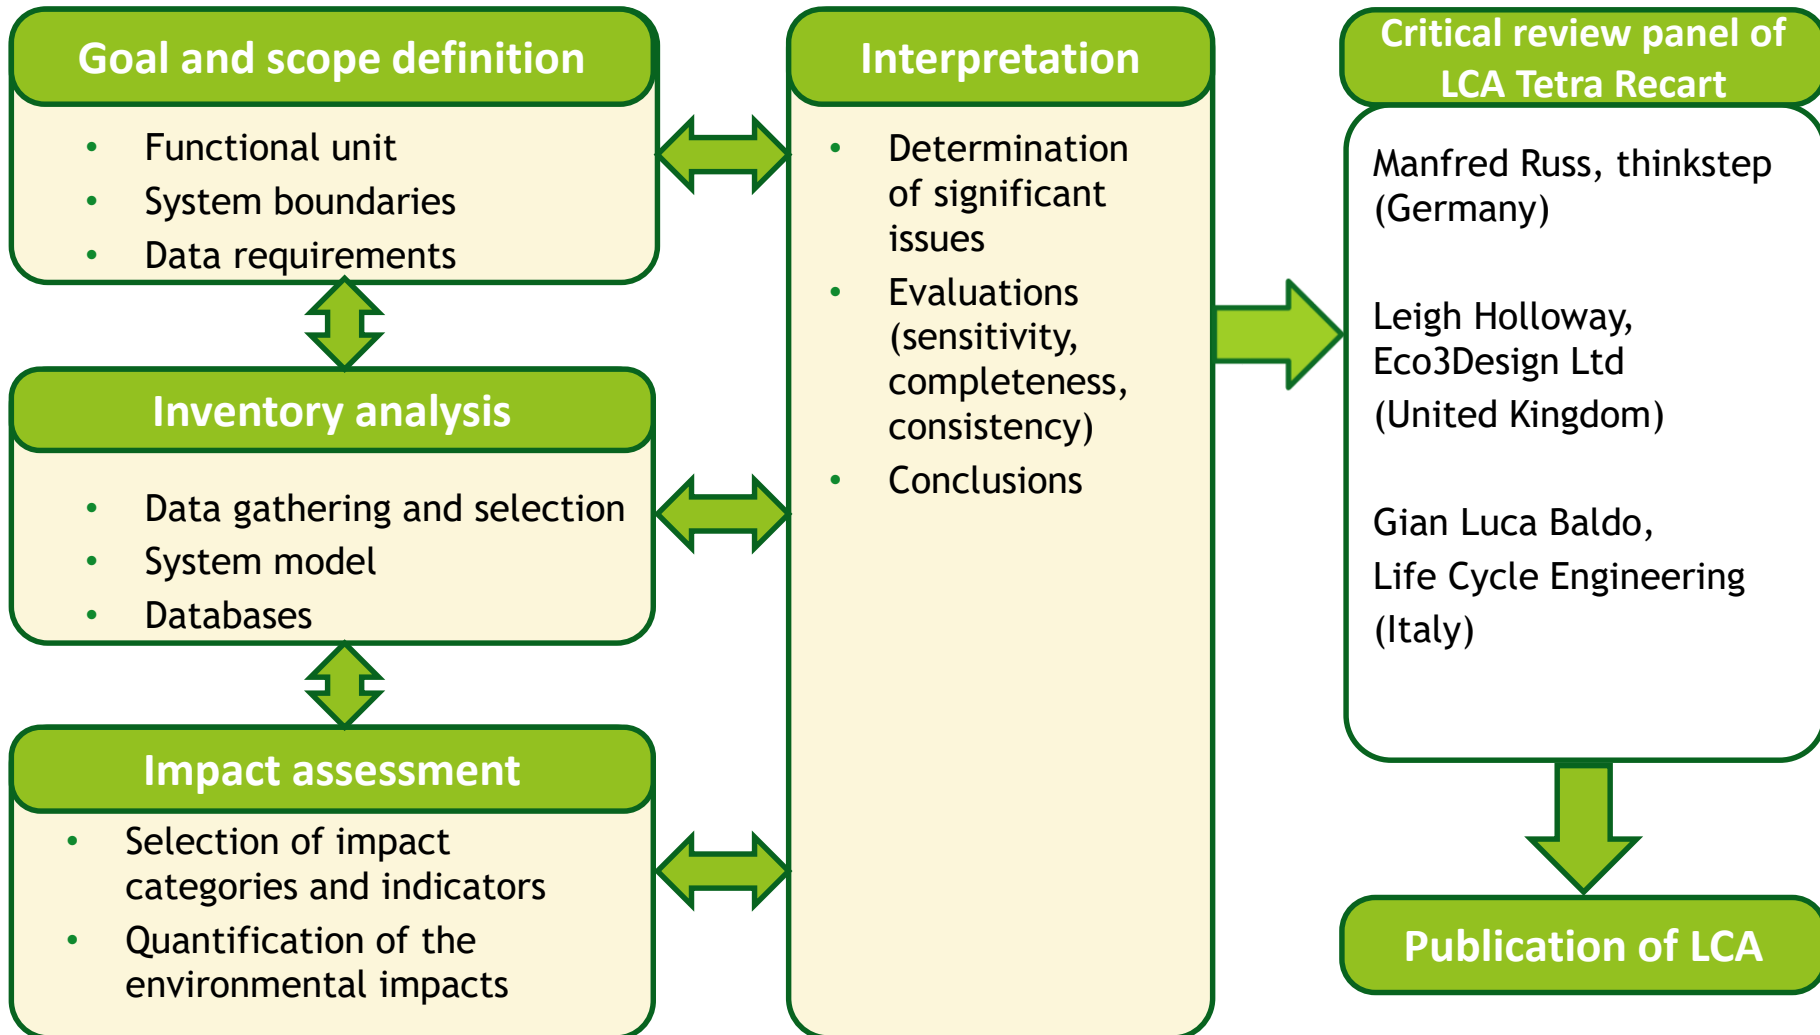 Goal and scope definition
• Functional unit
• System boundaries
• Data requirements
Inventory analysis
• Data gathering and selection
• System model
• Databases
Impact assessment
• Selection of impact
categories and indicators
• Quantification of the
environmental impacts
Interpretation
• Determination
of significant
issues
• Evaluations
(sensitivity,
completeness,
consistency)
• Conclusions
Critical review panel of
LCA Tetra Recart
Manfred Russ, thinkstep
(Germany)
Leigh Holloway,
Eco3Design Ltd
(United Kingdom)
Gian Luca Baldo,
Life Cycle Engineering
(Italy)
Publication of LCA